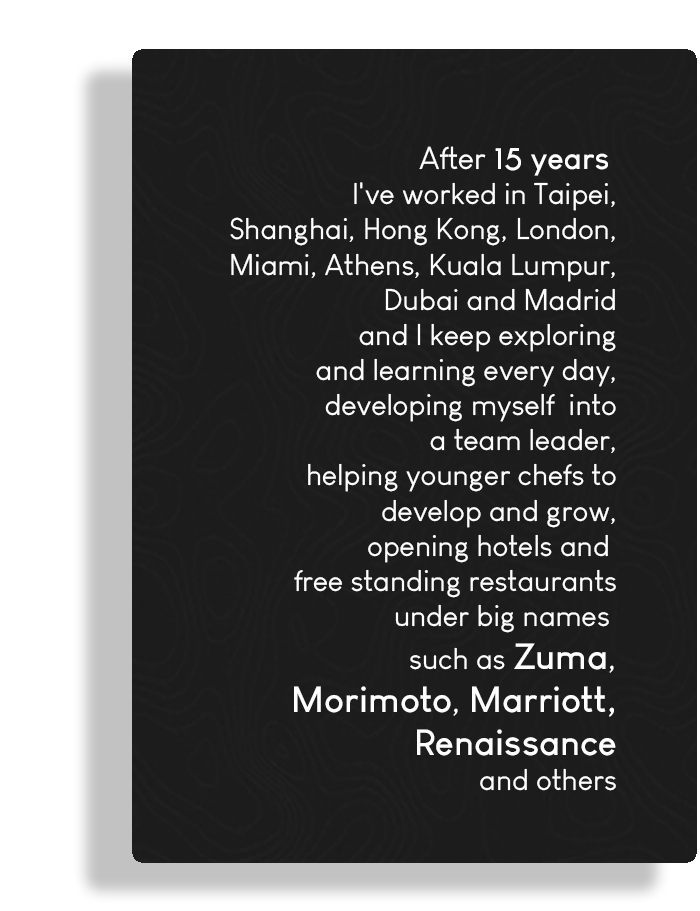 After 15 years
I've worked in Taipei,
Shanghai, Hong Kong, London,
Miami, Athens, Kuala Lumpur,
Dubai and Madrid
and I keep exploring
and learning every day,
developing myself  into
a team leader,
helping younger chefs to
develop and grow,
opening hotels and
free standing restaurants
under big names
such as Zuma,
Morimoto, Marriott,
Renaissance
and others